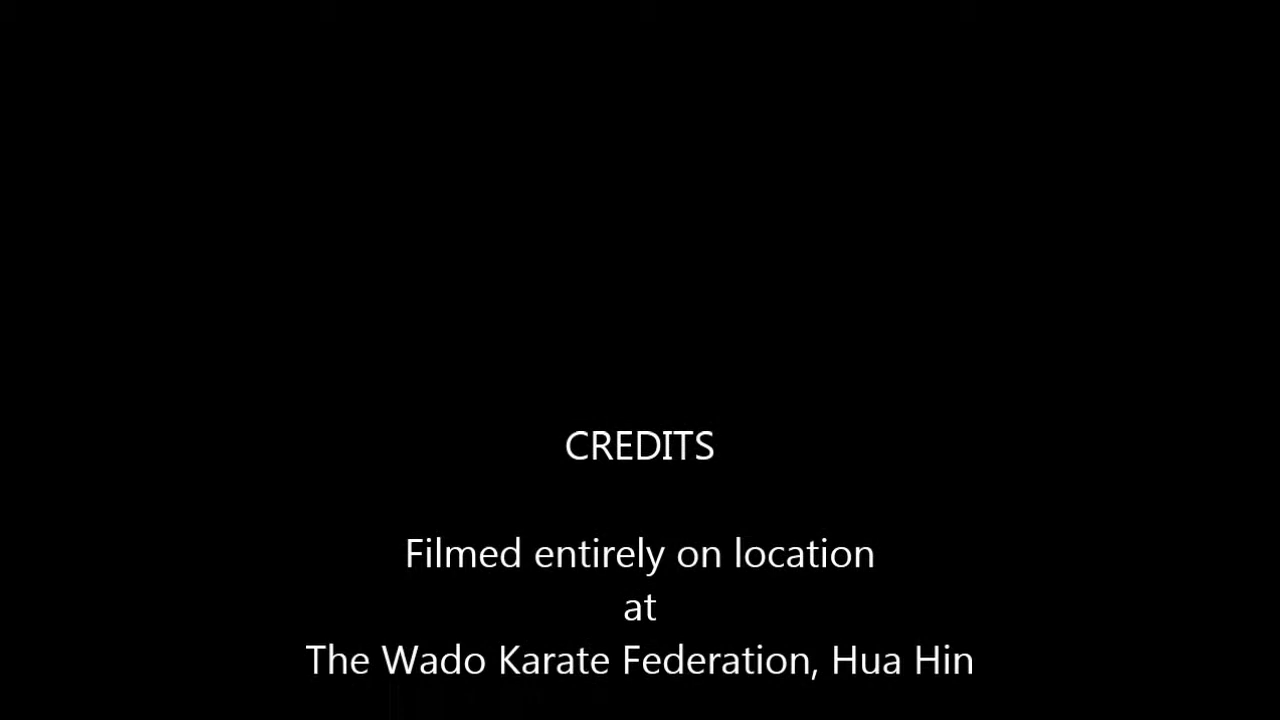 CREDITS
Filmed entirely on location
at
The Wado Karate Federation, Hua Hin